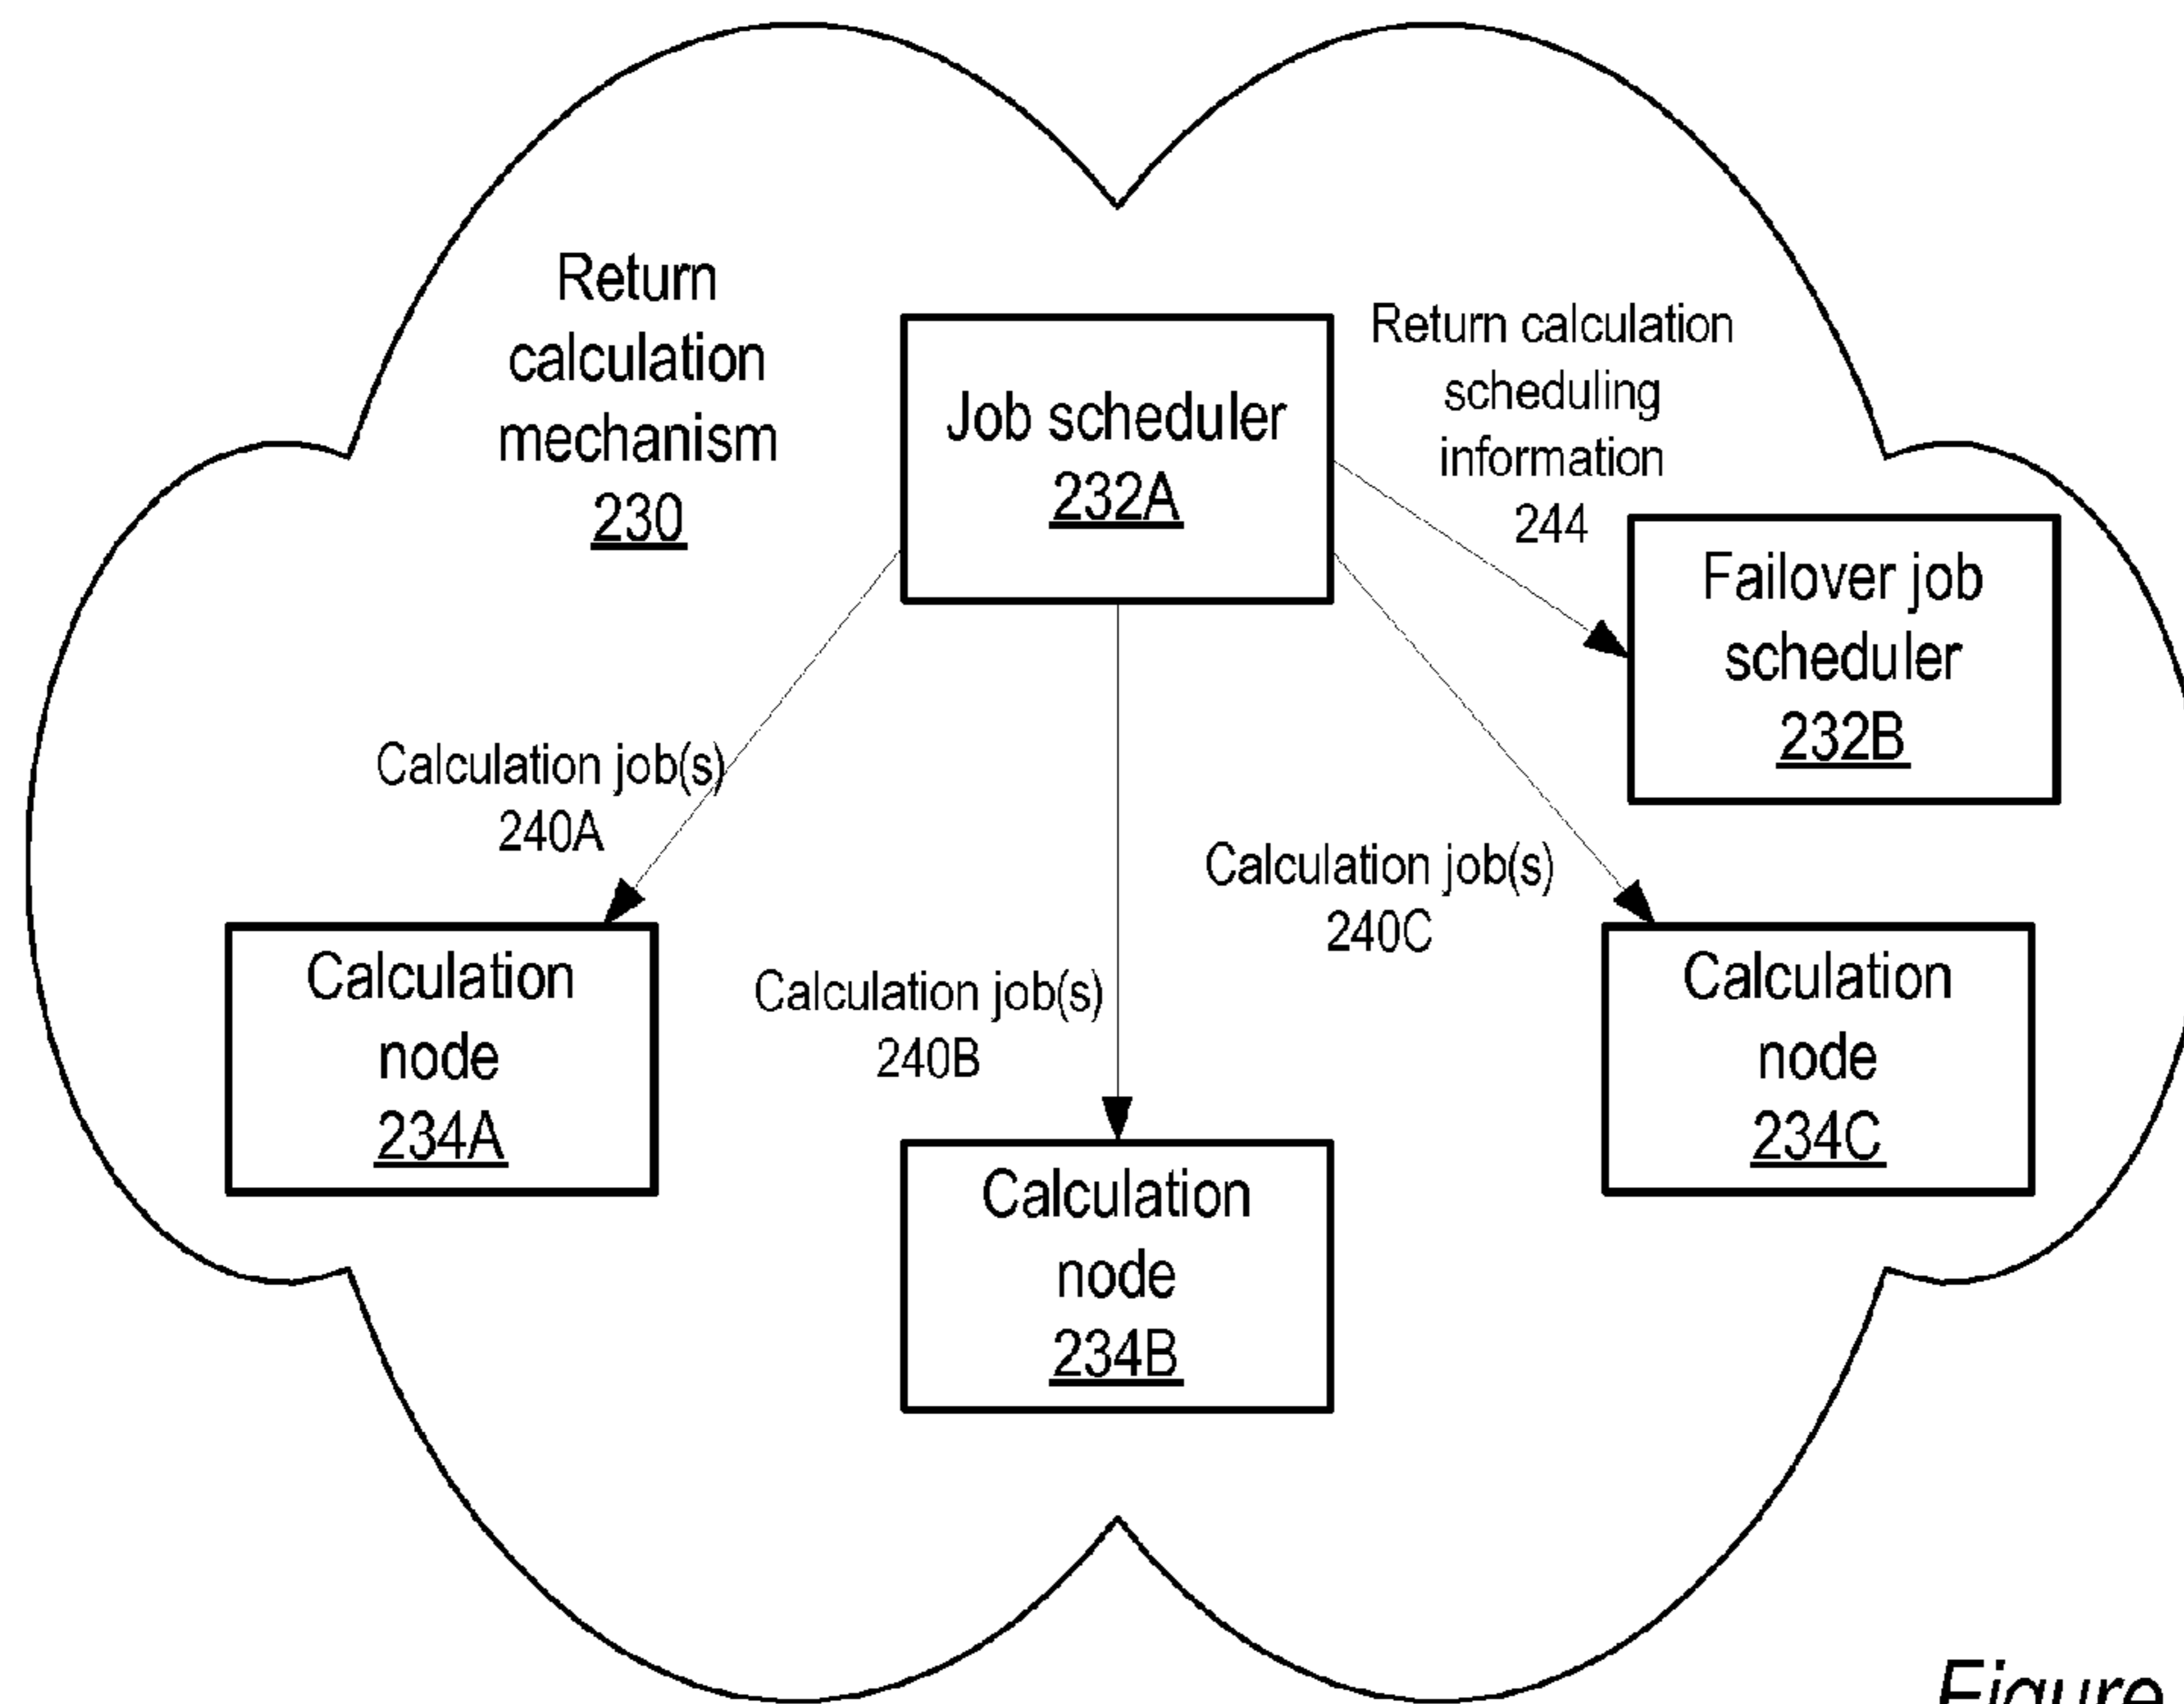 Return
calculation
mechanism
230
Job scheduler
232A
Return calculation
scheduling
information
244
Failover job
scheduler
232B
Calculation job(s)
240A
Calculation job(s)
240C
Calculation job(s)
240B
Calculation
node
234A
Calculation
node
234B
Calculation
node
234C
Figure